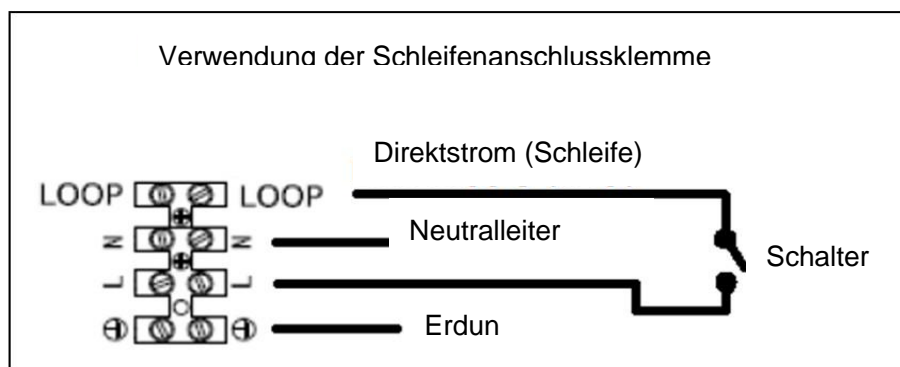 Verwendung der Schleifenanschlussklemme
Direktstrom (Schleife)
LOOP LOOP
N N Neutralleiter
Schalter
L L
Erdun